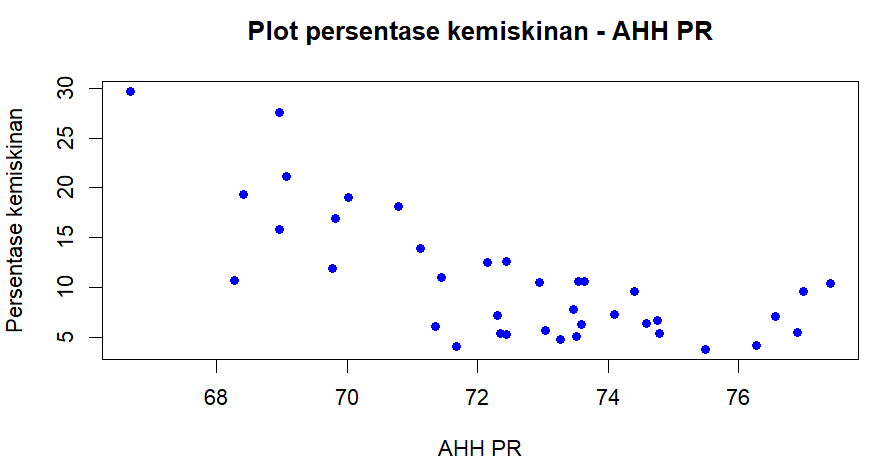 Plot persentase kemiskinan - AHH PR
Persentase kemiskinan
30
25
20
15
10
5
68 70 72 74 76
AHH PR